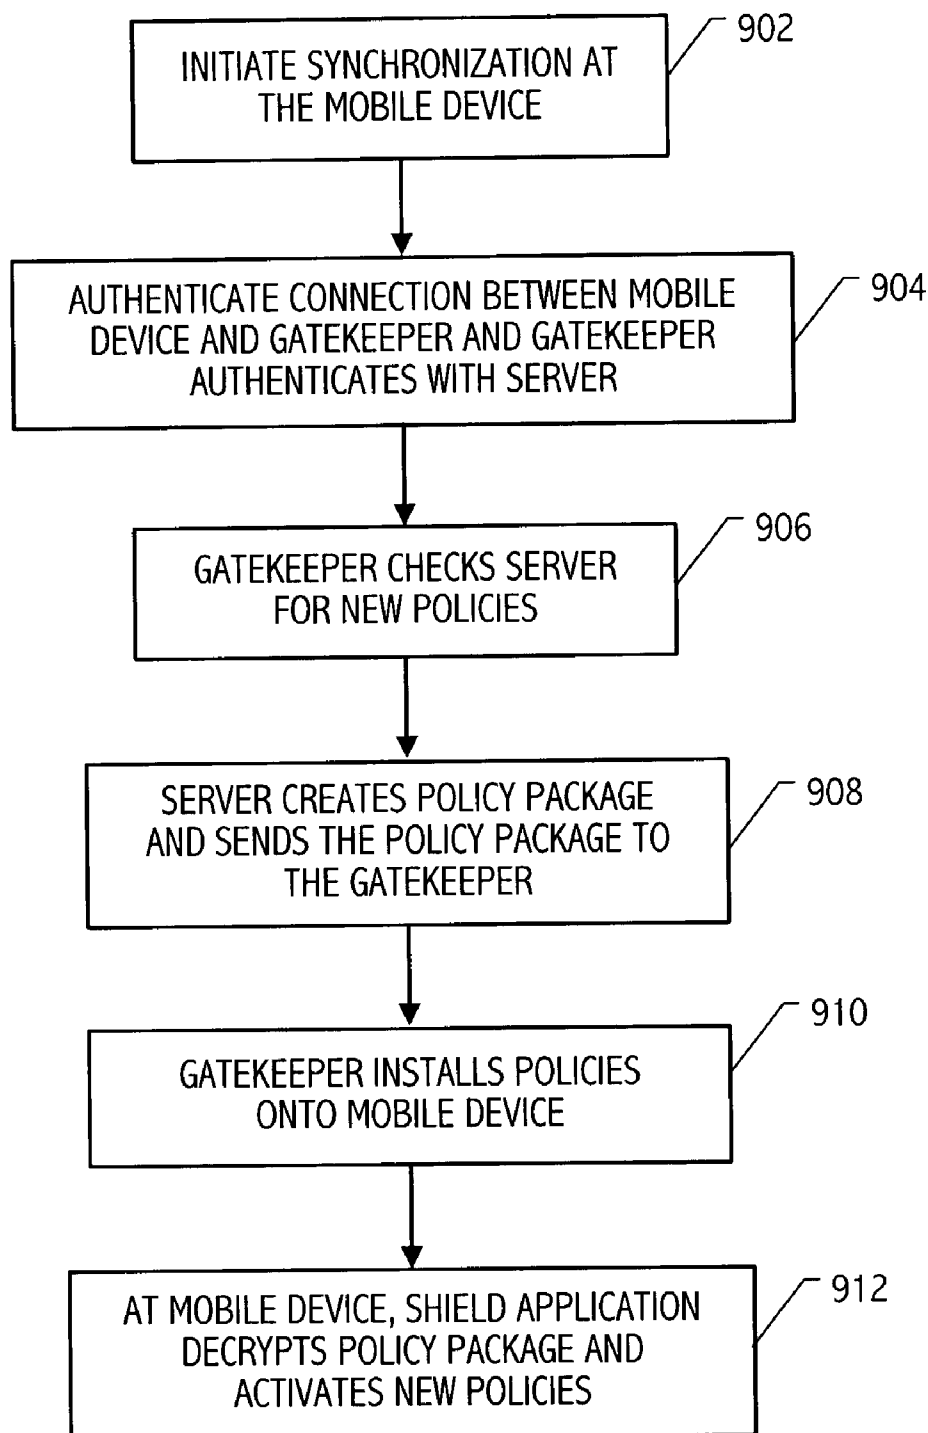 902
INITIATE SYNCHRONIZATION AT
THE MOBILE DEVICE
904
AUTHENTICATE CONNECTION BETWEEN MOBILE
DEVICE AND GATEKEEPER AND GATEKEEPER
AUTHENTICATES WITH SERVER
906
GATEKEEPER CHECKS SERVER
FOR NEW POLICIES
908
SERVER CREATES POLICY PACKAGE
AND SENDS THE POLICY PACKAGE TO
THE GATEKEEPER
910
GATEKEEPER INSTALLS POLICIES
ONTO MOBILE DEVICE
912
AT MOBILE DEVICE, SHIELD APPLICATION
DECRYPTS POLICY PACKAGE AND
ACTIVATES NEW POLICIES